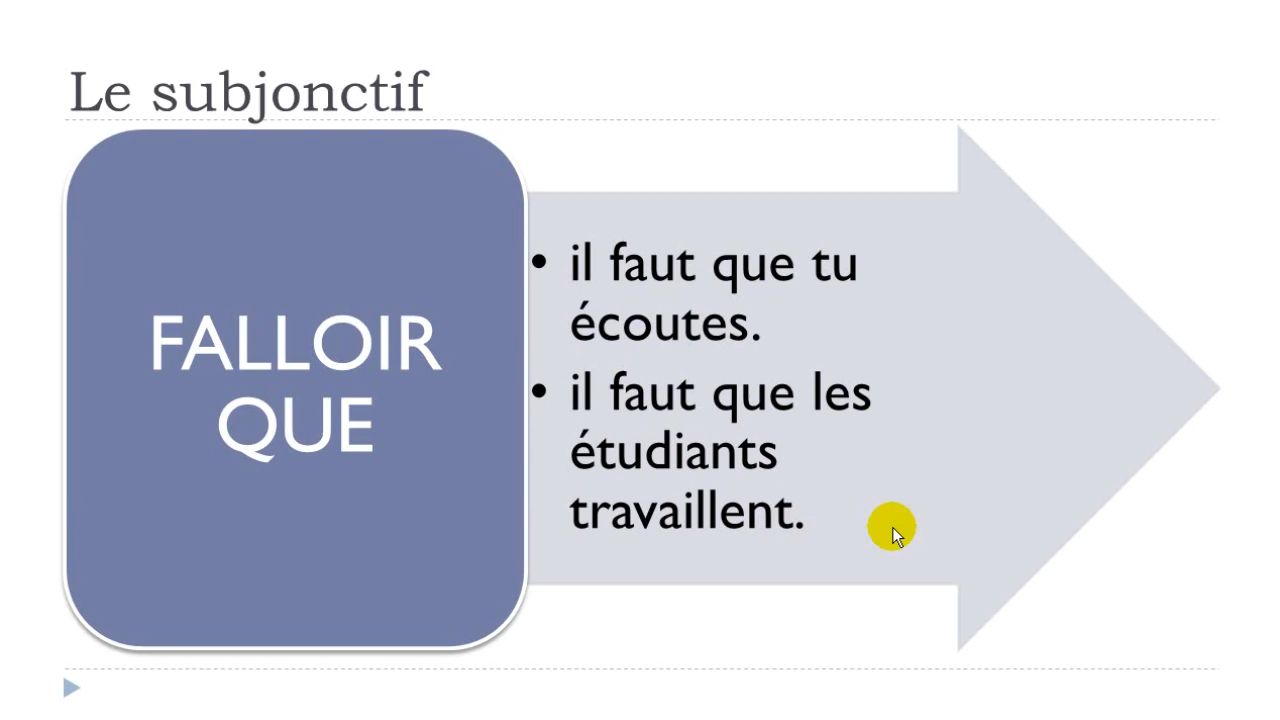 Le subjonctif
FALLOIR
QUE
• il faut que tu
écoutes.
• il faut que les
étudiants
travaillent.